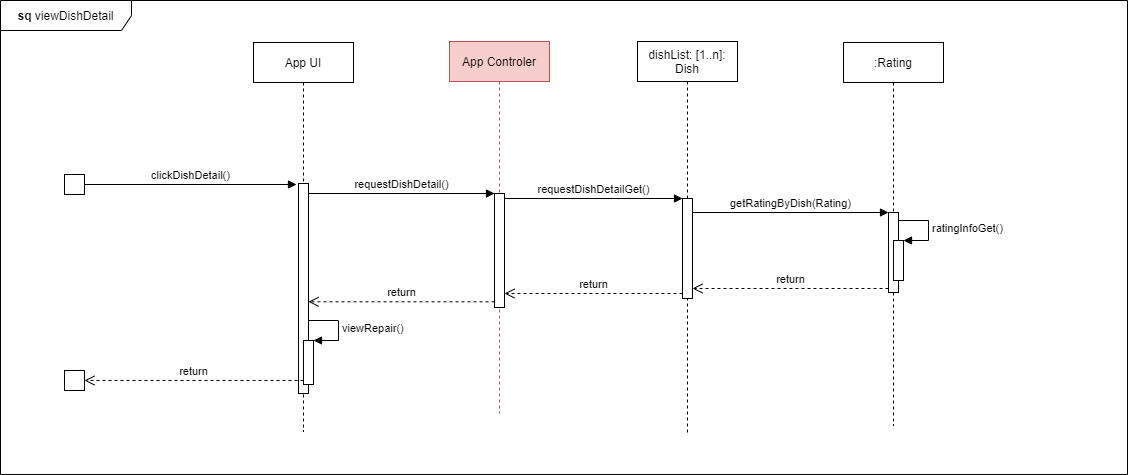 sq viewDishDetail
App UI
App Controler
dishList: [1..n]:
Dish
:Rating
clickDishDetail()
requestDishDetail()
requestDishDetailGet()
getRatingByDish(Rating)
ratingInfoGet()
return
return
return
viewRepair()
return